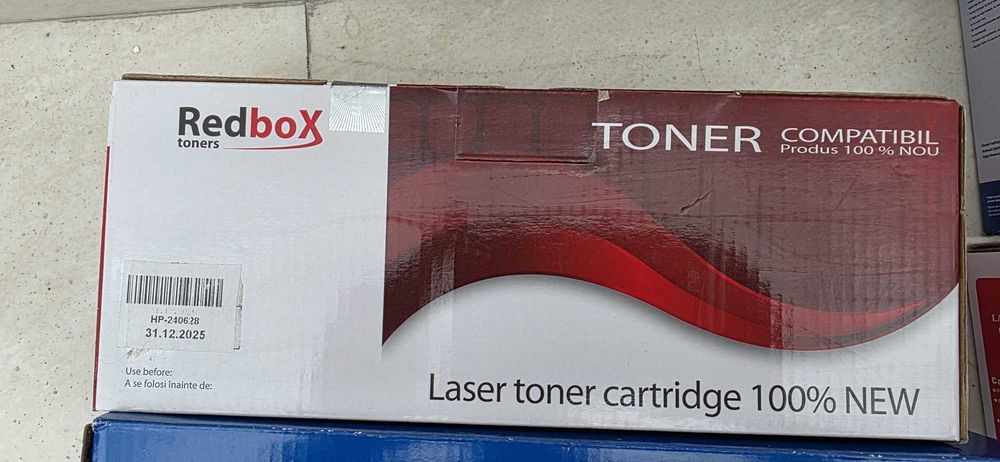 RedboX
toners
TONER
COMPATIBIL
Produs 100 % NOU
HP-240628
31.12.2025
Use before:
A se folosi înainte de:
Laser toner cartridge 100% NEW